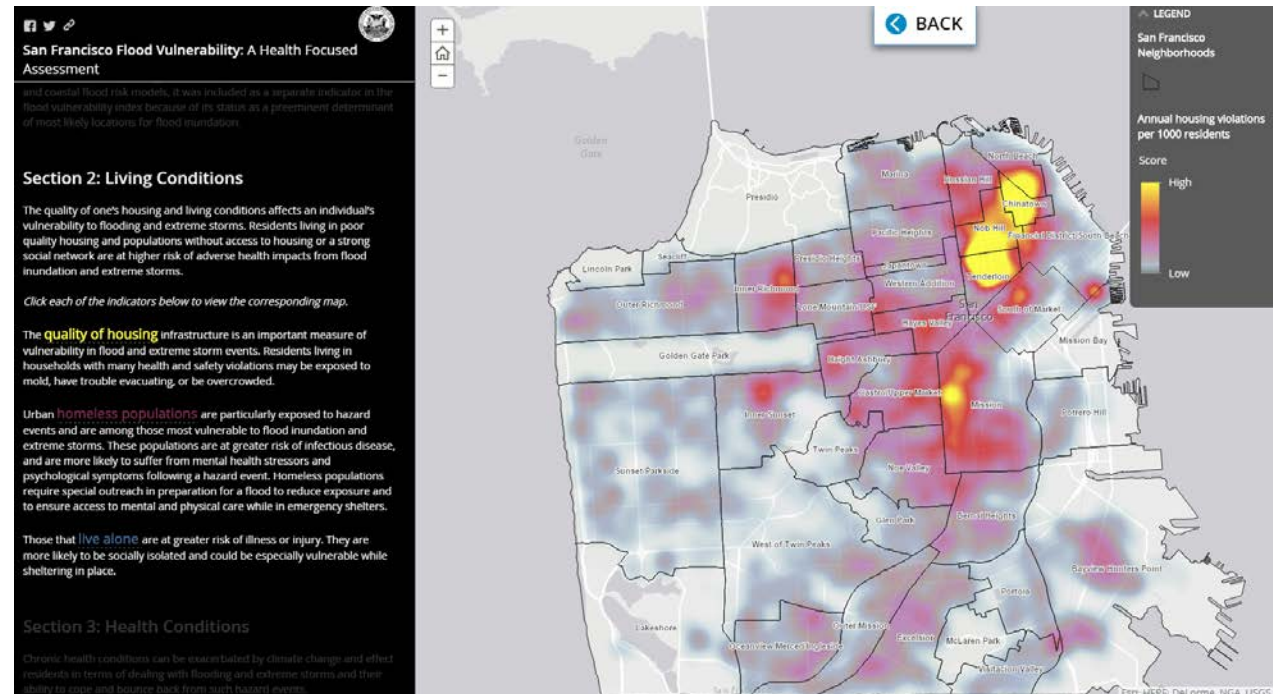 San Francisco Flood Vulnerability: A Health Focused
Assessment
and coastal flood risk models, it was included as a separate indicator in the
flood vulnerability index because of its status as a preeminent determinant
of most likely locations for flood inundation.
Section 2: Living Conditions
The quality of one's housing and living conditions affects an individual's
vulnerability to flooding and extreme storms. Residents living in poor
quality housing and populations without access to housing or a strong
social network are at higher risk of adverse health impacts from flood
inundation and extreme storms.
Click each of the indicators below to view the corresponding map.
The quality of housing infrastructure is an important measure of
vulnerability in flood and extreme storm events. Residents living in
households with many health and safety violations may be exposed to
mold, have trouble evacuating, or be overcrowded.
Urban homeless populations are particularly exposed to hazard
events and are among those most vulnerable to flood inundation and
extreme storms. These populations are at greater risk of infectious disease,
and are more likely to suffer from mental health stressors and
psychological symptoms following a hazard event. Homeless populations
require special outreach in preparation for a flood to reduce exposure and
to ensure access to mental and physical care while in emergency shelters.
Those that live alone are at greater risk of illness or injury. They are
more likely to be socially isolated and could be especially vulnerable while
sheltering in place.
Section 3: Health Conditions
Chronic health conditions can be exacerbated by climate change and effect
residents in terms of dealing with flooding and extreme storms and their
ability to cope and bounce back from such hazard events.
+
−
BACK
LEGEND
San Francisco
Neighborhoods
Annual housing violations
per 1000 residents
Score
High
Low
Golden
Gate
Presidio
Marina
Russian Hill
North Beach
Chinatown
Nob Hill
Financial District/South Beach
Pacific Heights
Japantown
Tenderloin
Seacliff
Lincoln Park
Presidio Heights
Outer Richmond
Inner Richmond
Lone Mountain/USF
Western Addition
Hayes Valley
San
Francisco
South of Market
Mission Bay
Golden Gate Park
Haight Ashbury
Castro/Upper Market
Mission
Potrero Hill
Inner Sunset
Twin Peaks
Noe Valley
Sunset/Parkside
Glen Park
Bernal Heights
West of Twin Peaks
Bayview Hunters Point
Portola
Lakeshore
Outer Mission
Excelsior
McLaren Park
Oceanview/Merced/Ingleside
Visitacion Valley
Esri, HERE, DeLorme, NGA, USGS